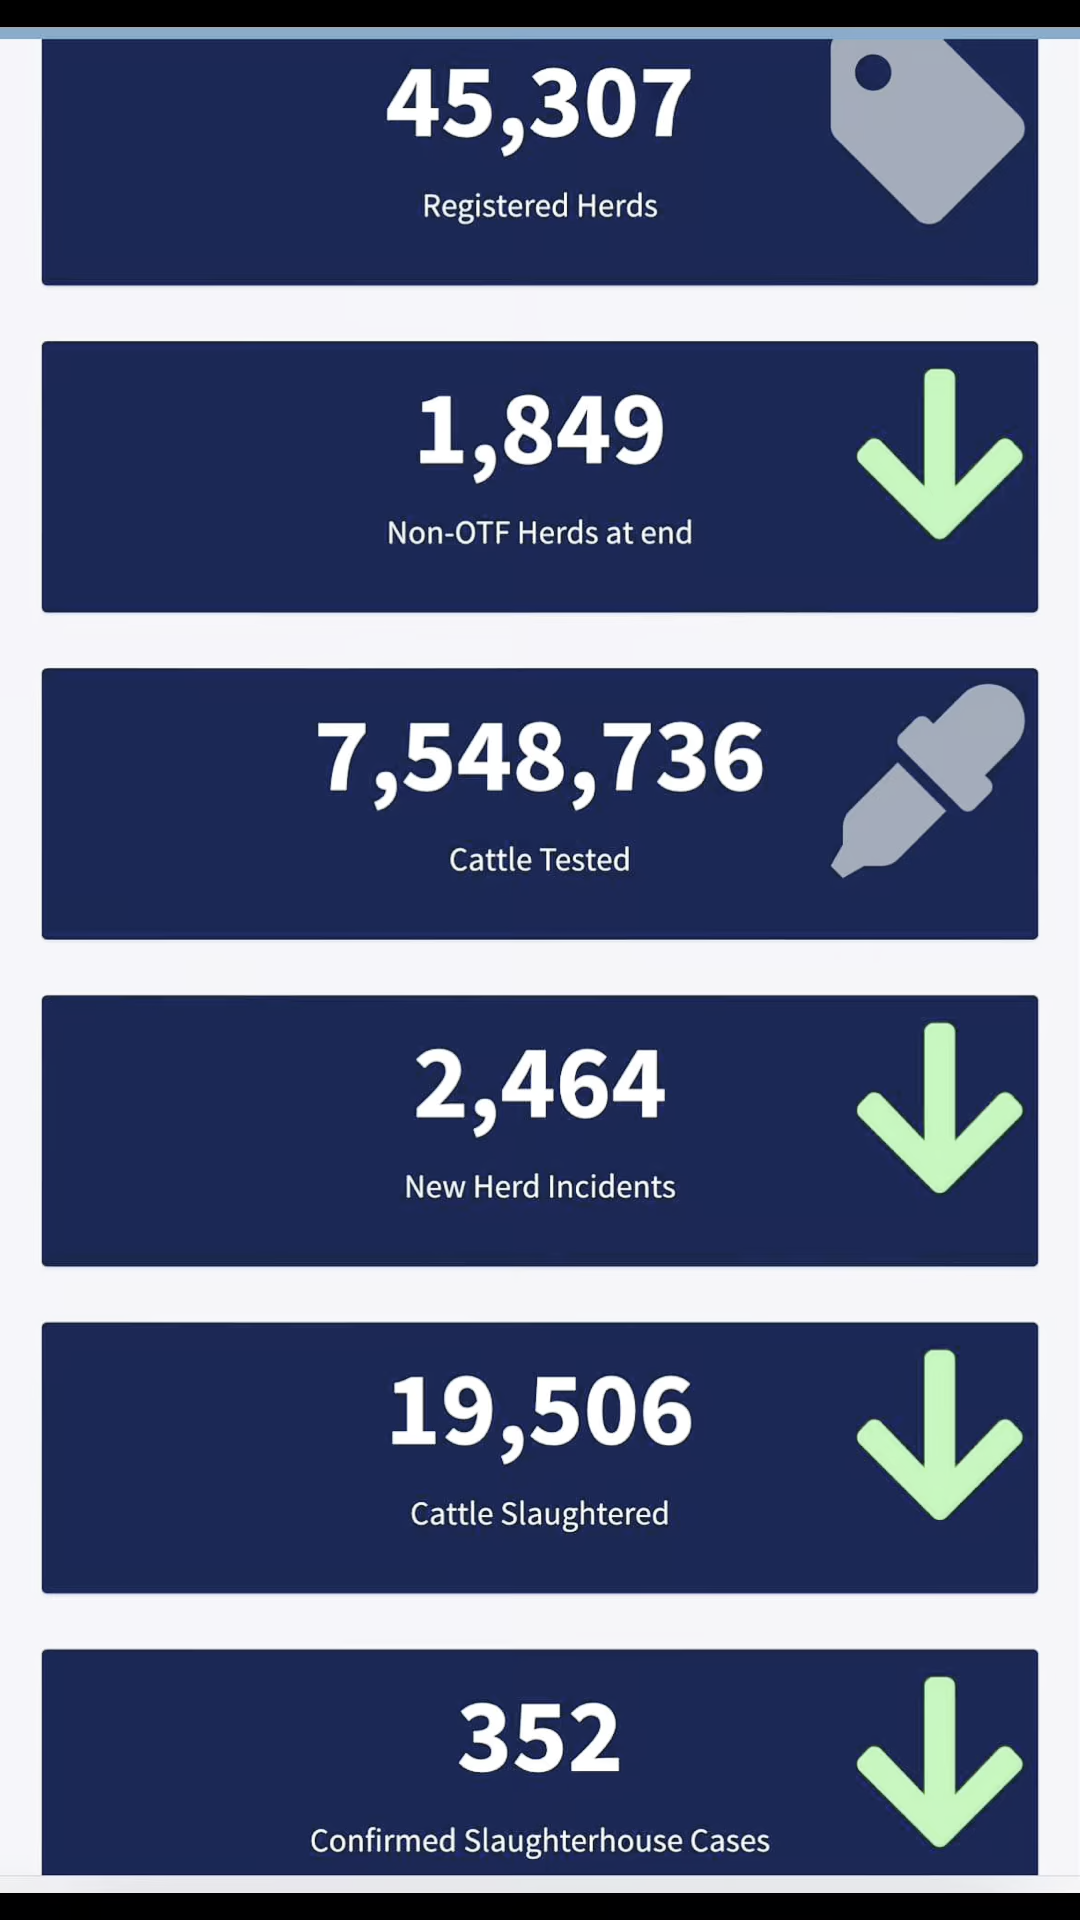 45,307
Registered Herds
1,849
Non-OTF Herds at end
7,548,736
Cattle Tested
2,464
New Herd Incidents
19,506
Cattle Slaughtered
352
Confirmed Slaughterhouse Cases